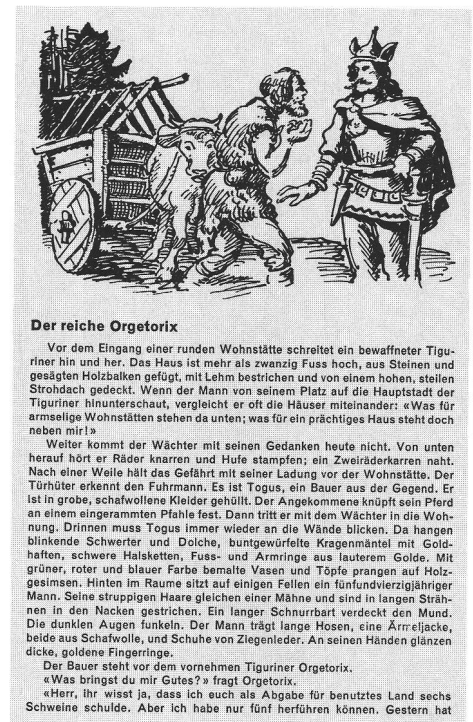 Der reiche Orgetorix
Vor dem Eingang einer runden Wohnstätte schreitet ein bewaffneter Tigu-
riner hin und her. Das Haus ist mehr als zwanzig Fuss hoch, aus Steinen und
gesägten Holzbalken gefügt, mit Lehm bestrichen und von einem hohen, steilen
Strohdach gedeckt. Wenn der Mann von seinem Platz auf die Hauptstadt der
Tiguriner hinunterschaut, vergleicht er oft die Häuser miteinander: «Was für
armselige Wohnstätten stehen da unten; was für ein prächtiges Haus steht doch
neben mir!»
Weiter kommt der Wächter mit seinen Gedanken heute nicht. Von unten
herauf hört er Räder knarren und Hufe stampfen; ein Zweiräderkarren naht.
Nach einer Weile hält das Gefährt mit seiner Ladung vor der Wohnstätte. Der
Türhüter erkennt den Fuhrmann. Es ist Togus, ein Bauer aus der Gegend. Er
ist in grobe, schafwollene Kleider gehüllt. Der Angekommene knüpft sein Pferd
an einem eingerammten Pfahle fest. Dann tritt er mit dem Wächter in die Woh-
nung. Drinnen muss Togus immer wieder an die Wände blicken. Da hangen
blinkende Schwerter und Dolche, buntgewürfelte Kragenmäntel mit Gold-
haften, schwere Halsketten, Fuss- und Armringe aus lauterem Golde. Mit
grüner, roter und blauer Farbe bemalte Vasen und Töpfe prangen auf Holz-
gesimsen. Hinten im Raume sitzt auf einigen Fellen ein fünfundvierzigjähriger
Mann. Seine struppigen Haare gleichen einer Mähne und sind in langen Sträh-
nen in den Nacken gestrichen. Ein langer Schnurrbart verdeckt den Mund.
Die dunklen Augen funkeln. Der Mann trägt lange Hosen, eine Ärmeljacke,
beide aus Schafwolle, und Schuhe von Ziegenleder. An seinen Händen glänzen
dicke, goldene Fingerringe.
Der Bauer steht vor dem vornehmen Tiguriner Orgetorix.
«Was bringst du mir Gutes?» fragt Orgetorix.
«Herr, ihr wisst ja, dass ich euch als Abgabe für benutztes Land sechs
Schweine schulde. Aber ich habe nur fünf herführen können. Gestern hat